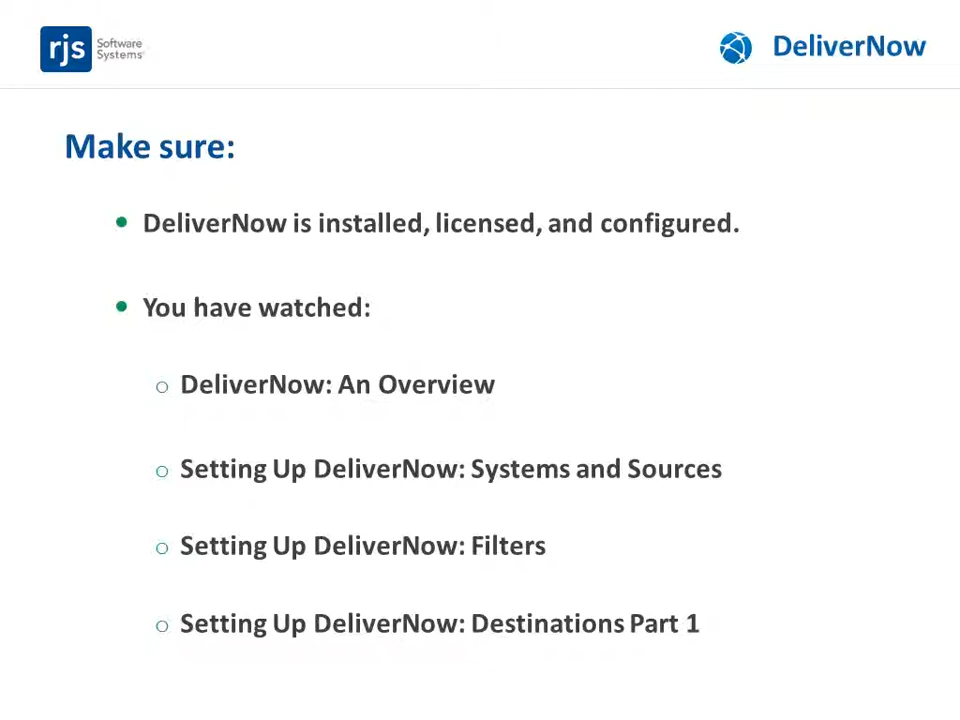 rjs Software
Systems
DeliverNow
Make sure:
• DeliverNow is installed, licensed, and configured.
• You have watched:
o DeliverNow: An Overview
o Setting Up DeliverNow: Systems and Sources
o Setting Up DeliverNow: Filters
o Setting Up DeliverNow: Destinations Part 1